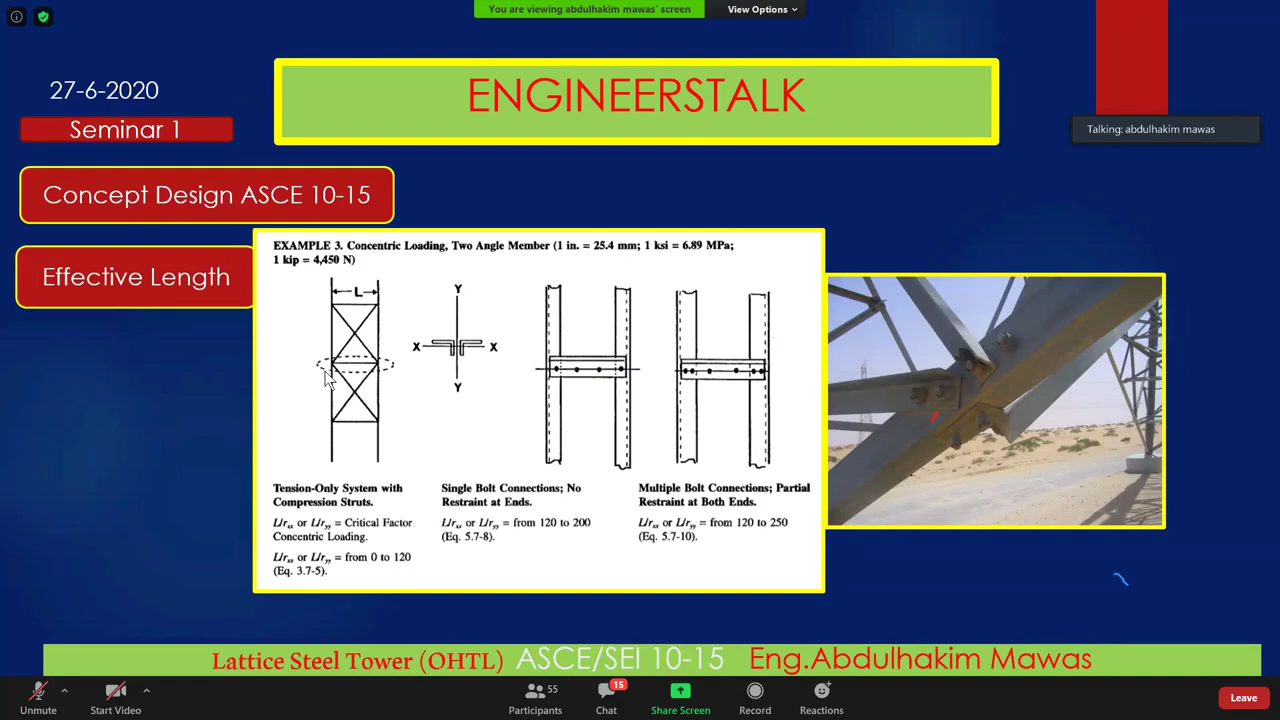 You are viewing abdulhakim mawas' screen
View Options
27-6-2020
ENGINEERSTALK
Seminar 1
Talking: abdulhakim mawas
Concept Design ASCE 10-15
Effective Length
EXAMPLE 3. Concentric Loading, Two Angle Member (1 in. = 25.4 mm; 1 ksi = 6.89 MPa;
1 kip = 4,450 N)
L
Y
X X
Y
Tension-Only System with
Compression Struts.
L/rxx or L/ryy = Critical Factor
Concentric Loading.
L/rxx or L/ryy = from 0 to 120
(Eq. 3.7-5).
Single Bolt Connections; No
Restraint at Ends.
L/rxx or L/ryy = from 120 to 200
(Eq. 5.7-8).
Multiple Bolt Connections; Partial
Restraint at Both Ends.
L/rxx or L/ryy = from 120 to 250
(Eq. 5.7-10).
Lattice Steel Tower (OHTL) ASCE/SEI 10-15 Eng.Abdulhakim Mawas
Unmute
Start Video
55
Participants
15
Chat
Share Screen
Record
Reactions
Leave